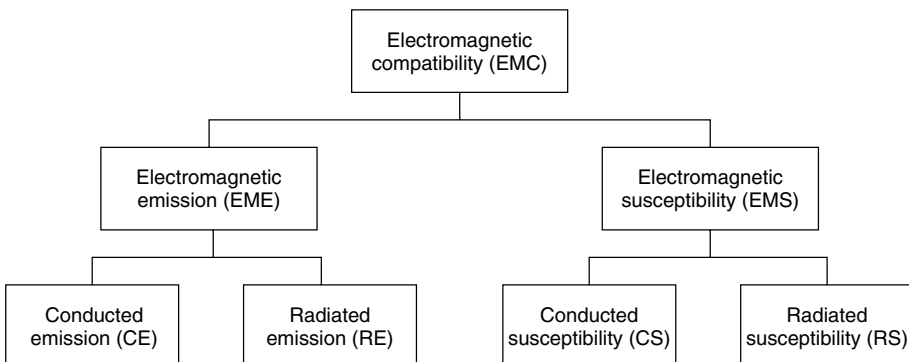 Electromagnetic
compatibility (EMC)
Electromagnetic
emission (EME)
Electromagnetic
susceptibility (EMS)
Conducted
emission (CE)
Radiated
emission (RE)
Conducted
susceptibility (CS)
Radiated
susceptibility (RS)